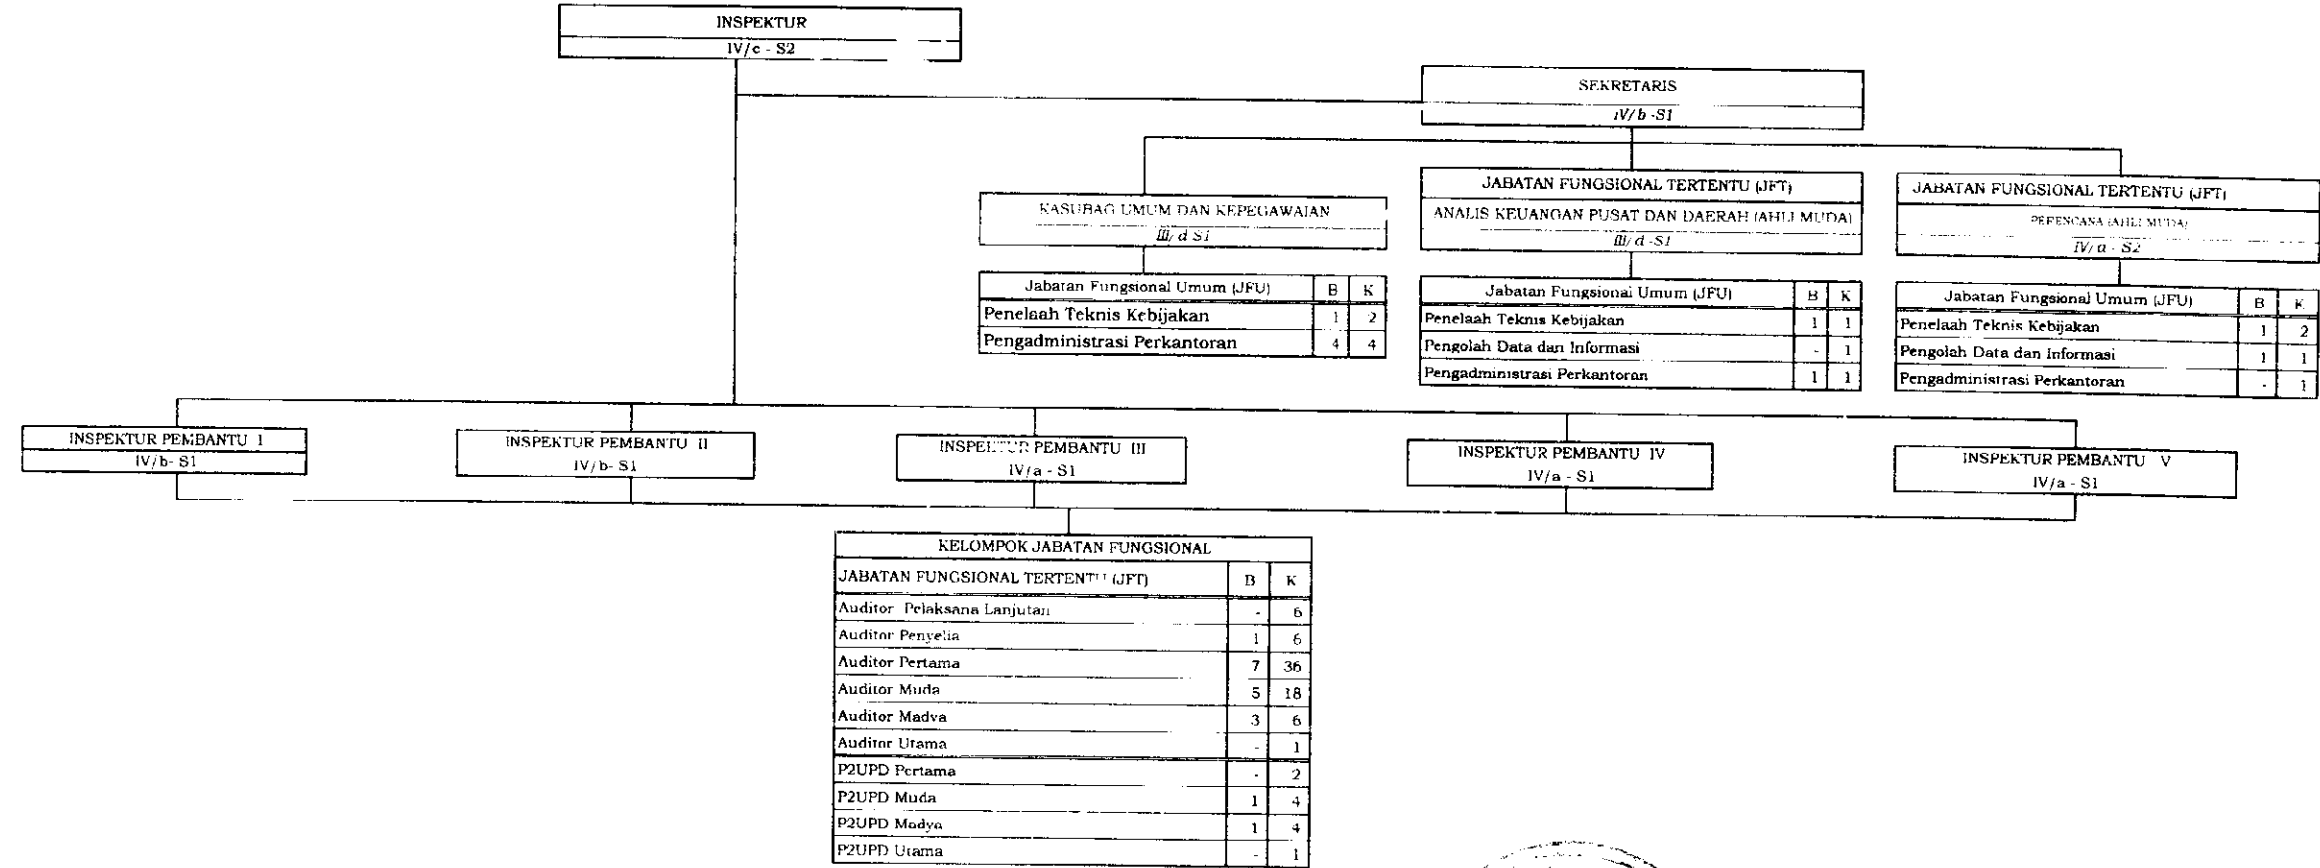 INSPEKTUR
IV/c - S2
SEKRETARIS
IV/b -S1
KASUBAG UMUM DAN KEPEGAWAIAN
III/d S1
JABATAN FUNGSIONAL TERTENTU (JFT)
ANALIS KEUANGAN PUSAT DAN DAERAH (AHLI MUDA)
III/d -S1
JABATAN FUNGSIONAL TERTENTU (JFT)
PERENCANA (AHLI MUDA)
IV/a - S2
Jabatan Fungsional Umum (JFU) B K
Penelaah Teknis Kebijakan 1 2
Pengadministrasi Perkantoran 4 4
Jabatan Fungsional Umum (JFU) B K
Penelaah Teknis Kebijakan 1 1
Pengolah Data dan Informasi - 1
Pengadministrasi Perkantoran 1 1
Jabatan Fungsional Umum (JFU) B K
Penelaah Teknis Kebijakan 1 2
Pengolah Data dan Informasi 1 1
Pengadministrasi Perkantoran - 1
INSPEKTUR PEMBANTU I
IV/b- S1
INSPEKTUR PEMBANTU II
IV/b- S1
INSPEKTUR PEMBANTU III
IV/a - S1
INSPEKTUR PEMBANTU IV
IV/a - S1
INSPEKTUR PEMBANTU V
IV/a - S1
KELOMPOK JABATAN FUNGSIONAL
JABATAN FUNGSIONAL TERTENTU (JFT) B K
Auditor Pelaksana Lanjutan - 6
Auditor Penyelia 1 6
Auditor Pertama 7 36
Auditor Muda 5 18
Auditor Madya 3 6
Auditor Utama - 1
P2UPD Pertama - 2
P2UPD Muda 1 4
P2UPD Madya 1 4
P2UPD Utama - 1